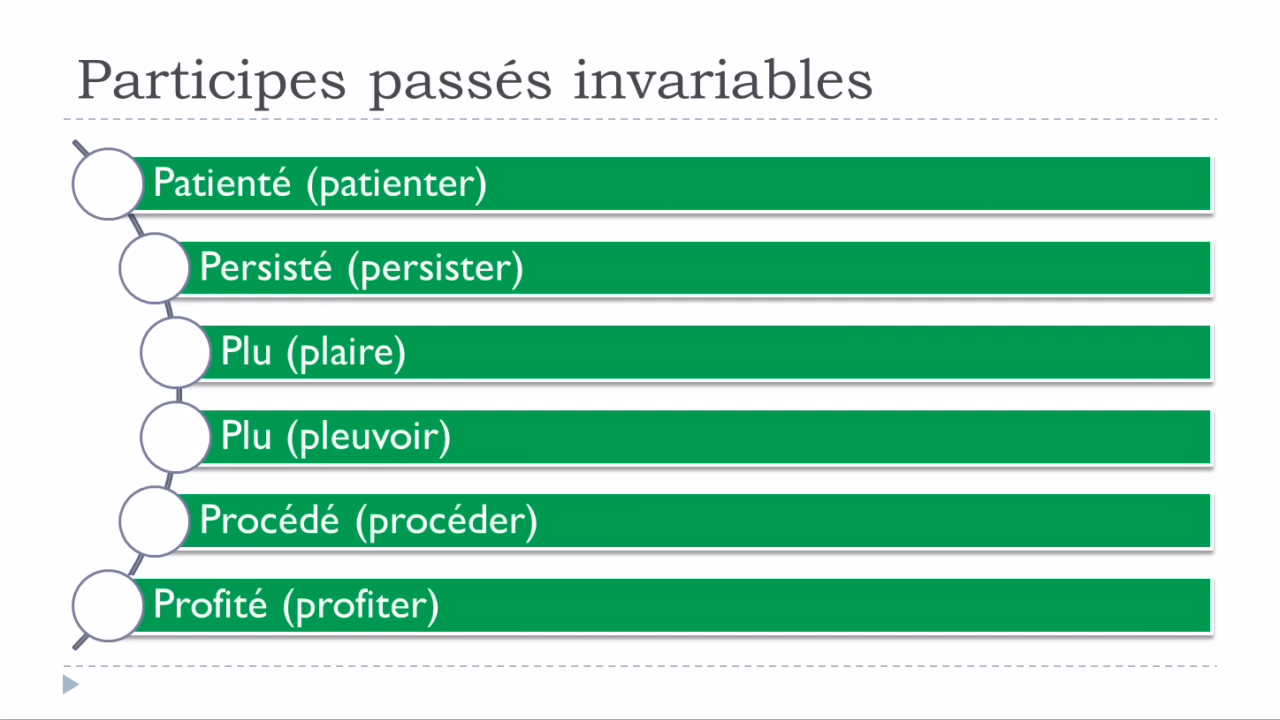 Participes passés invariables
Patienté (patienter)
Persisté (persister)
Plu (plaire)
Plu (pleuvoir)
Procédé (procéder)
Profité (profiter)